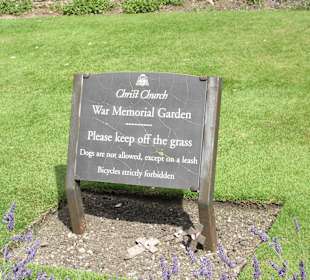 Christ Church
War Memorial Garden
Please keep off the grass
Dogs are not allowed, except on a leash
Bicycles strictly forbidden